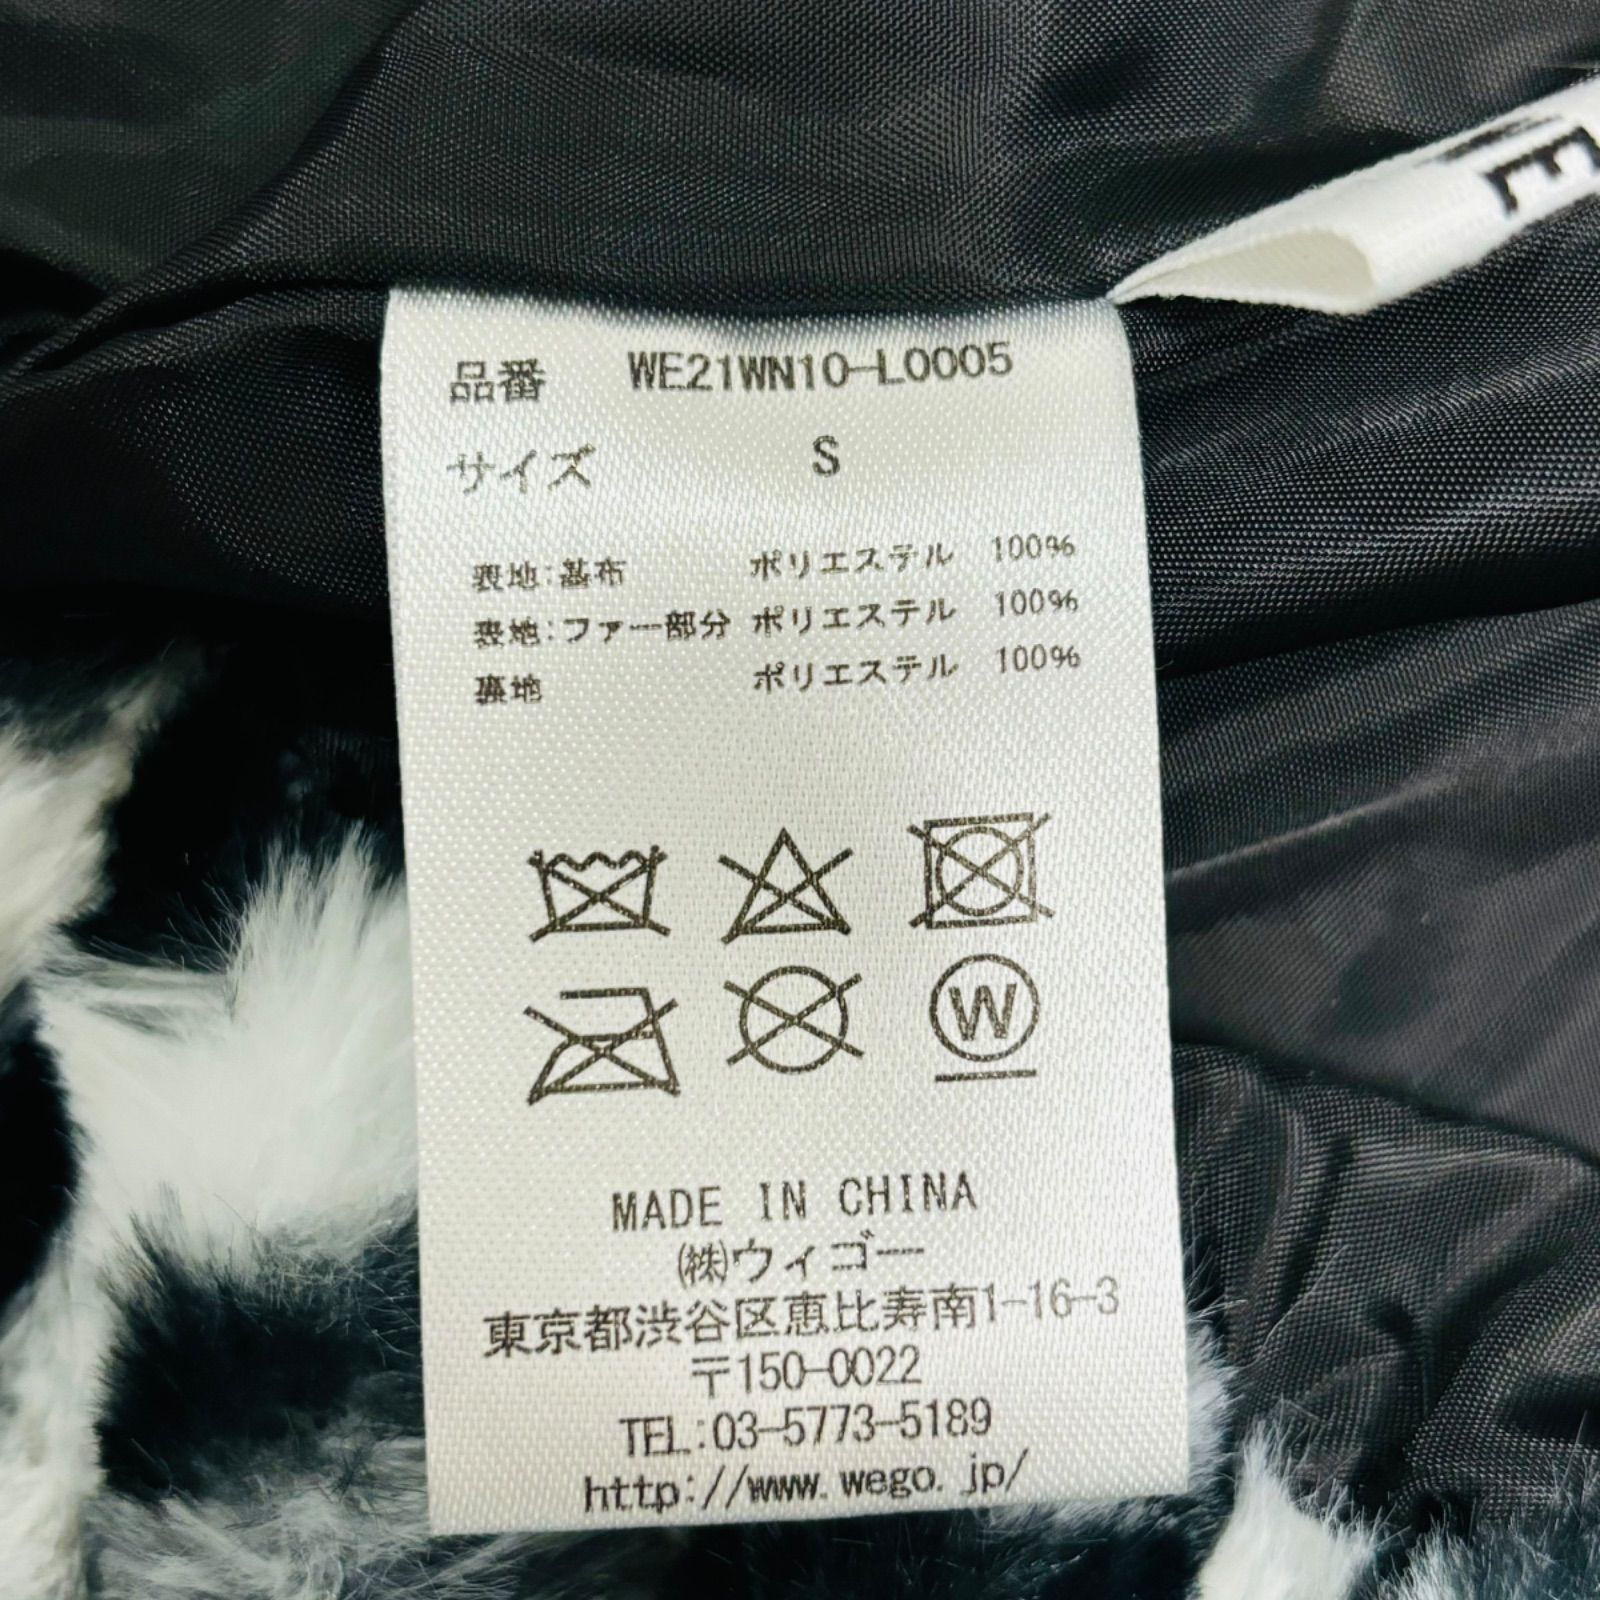 E
品番 WE21WN10-L0005
サイズ S
表地:基布 ポリエステル 100%
表地:ファー部分 ポリエステル 100%
裏地 ポリエステル 100%
W
MADE IN CHINA
㈱ウィゴー
東京都渋谷区恵比寿南1-16-3
〒150-0022
TEL:03-5773-5189
http://www.wego.jp/